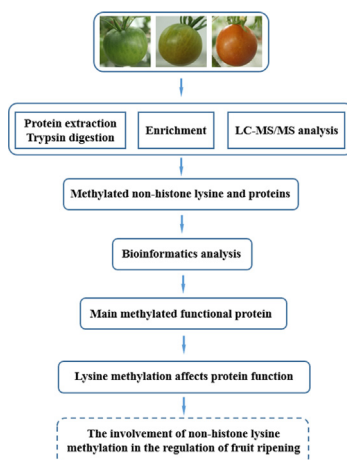 Protein extraction
Trypsin digestion
Enrichment
LC-MS/MS analysis
Methylated non-histone lysine and proteins
Bioinformatics analysis
Main methylated functional protein
Lysine methylation affects protein function
The involvement of non-histone lysine
methylation in the regulation of fruit ripening